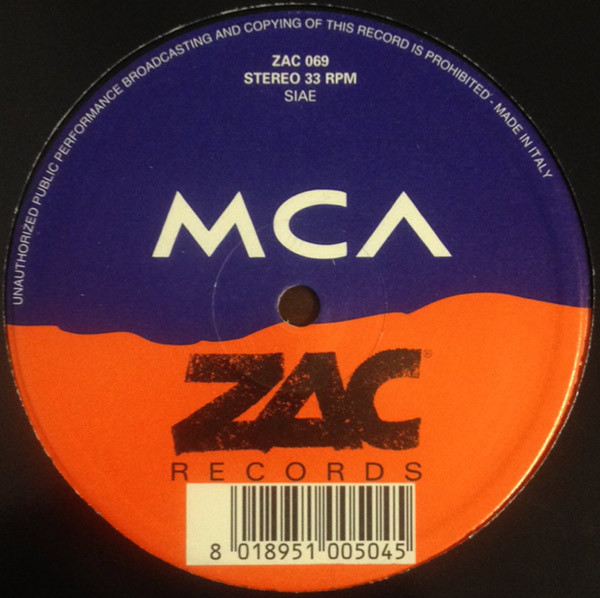 UNAUTHORIZED PUBLIC PERFORMANCE BROADCASTING AND COPYING OF THIS RECORD IS PROHIBITED - MADE IN ITALY
ZAC 069
STEREO 33 RPM
SIAE
MCΛ
ZAC®
RECORDS
8 018951 005045